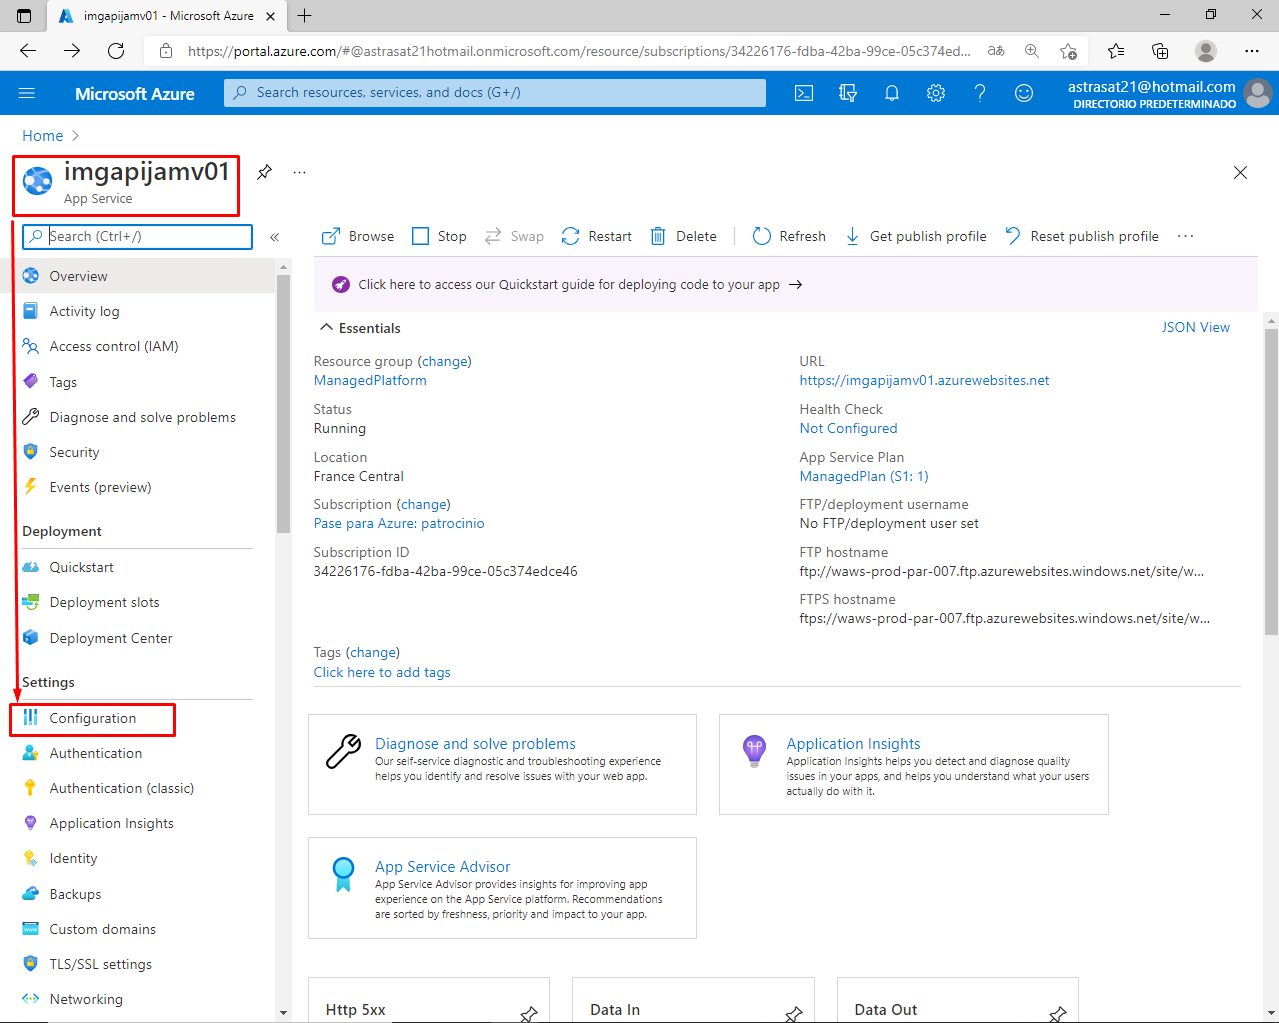 imgapijamv01 - Microsoft Azure
https://portal.azure.com/#@astrasat21hotmail.onmicrosoft.com/resource/subscriptions/34226176-fdba-42ba-99ce-05c374ed...
Microsoft Azure
Search resources, services, and docs (G+/)
astrasat21@hotmail.com
DIRECTORIO PREDETERMINADO
Home
imgapijamv01
App Service
Search (Ctrl+/)
Overview
Activity log
Access control (IAM)
Tags
Diagnose and solve problems
Security
Events (preview)
Deployment
Quickstart
Deployment slots
Deployment Center
Settings
Configuration
Authentication
Authentication (classic)
Application Insights
Identity
Backups
Custom domains
TLS/SSL settings
Networking
Browse
Stop
Swap
Restart
Delete
Refresh
Get publish profile
Reset publish profile
Click here to access our Quickstart guide for deploying code to your app
Essentials
JSON View
Resource group (change)
ManagedPlatform
Status
Running
Location
France Central
Subscription (change)
Pase para Azure: patrocinio
Subscription ID
34226176-fdba-42ba-99ce-05c374edce46
URL
https://imgapijamv01.azurewebsites.net
Health Check
Not Configured
App Service Plan
ManagedPlan (S1: 1)
FTP/deployment username
No FTP/deployment user set
FTP hostname
ftp://waws-prod-par-007.ftp.azurewebsites.windows.net/site/w...
FTPS hostname
ftps://waws-prod-par-007.ftp.azurewebsites.windows.net/site/w...
Tags (change)
Click here to add tags
Diagnose and solve problems
Our self-service diagnostic and troubleshooting experience
helps you identify and resolve issues with your web app.
Application Insights
Application Insights helps you detect and diagnose quality
issues in your apps, and helps you understand what your users
actually do with it.
App Service Advisor
App Service Advisor provides insights for improving app
experience on the App Service platform. Recommendations
are sorted by freshness, priority and impact to your app.
Http 5xx
Data In
Data Out